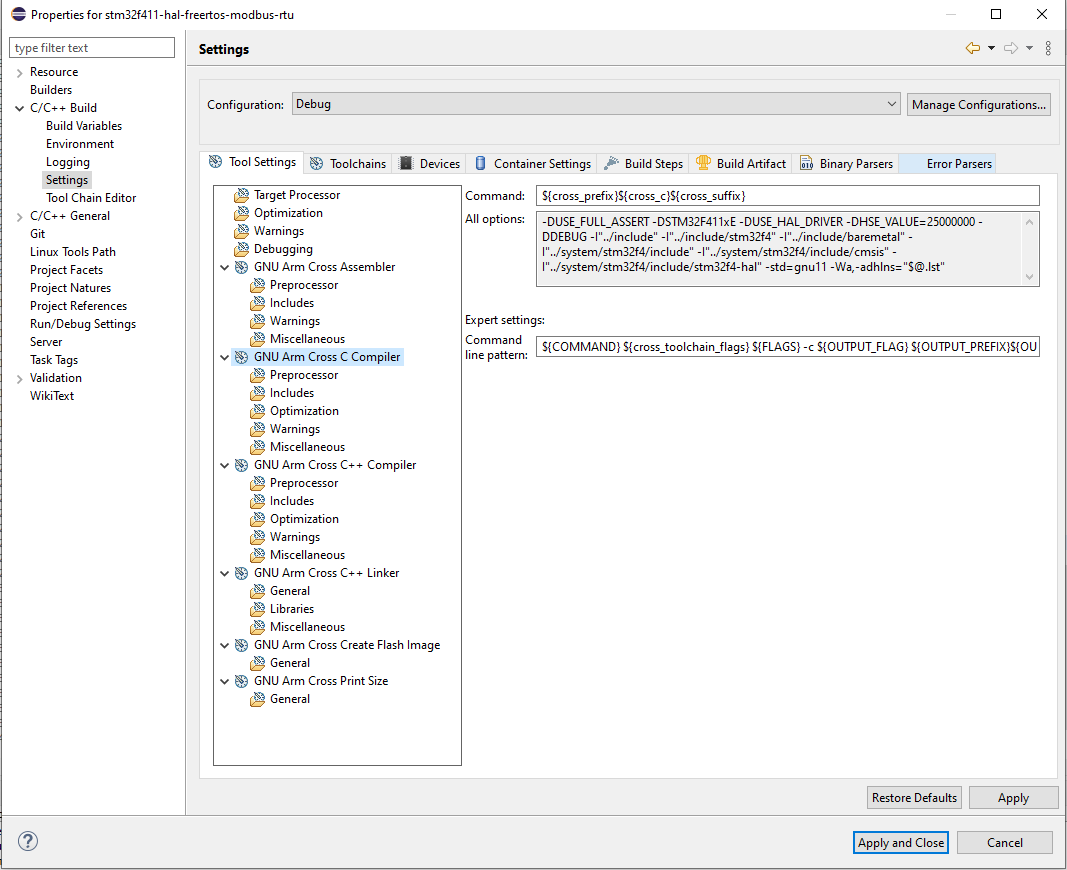 Properties for stm32f411-hal-freertos-modbus-rtu
type filter text
Resource
Builders
C/C++ Build
Build Variables
Environment
Logging
Settings
Tool Chain Editor
C/C++ General
Git
Linux Tools Path
Project Facets
Project Natures
Project References
Run/Debug Settings
Server
Task Tags
Validation
WikiText
Settings
Configuration:
Debug
Manage Configurations...
Tool Settings
Toolchains
Devices
Container Settings
Build Steps
Build Artifact
Binary Parsers
Error Parsers
Target Processor
Optimization
Warnings
Debugging
GNU Arm Cross Assembler
Preprocessor
Includes
Warnings
Miscellaneous
GNU Arm Cross C Compiler
Preprocessor
Includes
Optimization
Warnings
Miscellaneous
GNU Arm Cross C++ Compiler
Preprocessor
Includes
Optimization
Warnings
Miscellaneous
GNU Arm Cross C++ Linker
General
Libraries
Miscellaneous
GNU Arm Cross Create Flash Image
General
GNU Arm Cross Print Size
General
Command:
${cross_prefix}${cross_c}${cross_suffix}
All options:
-DUSE_FULL_ASSERT -DSTM32F411xE -DUSE_HAL_DRIVER -DHSE_VALUE=25000000 -
DDEBUG -I"../include" -I"../include/stm32f4" -I"../include/baremetal" -
I"../system/stm32f4/include" -I"../system/stm32f4/include/cmsis" -
I"../system/stm32f4/include/stm32f4-hal" -std=gnu11 -Wa,-adhlns="$@.lst"
Expert settings:
Command
line pattern:
${COMMAND} ${cross_toolchain_flags} ${FLAGS} -c ${OUTPUT_FLAG} ${OUTPUT_PREFIX}${OU
Restore Defaults
Apply
?
Apply and Close
Cancel